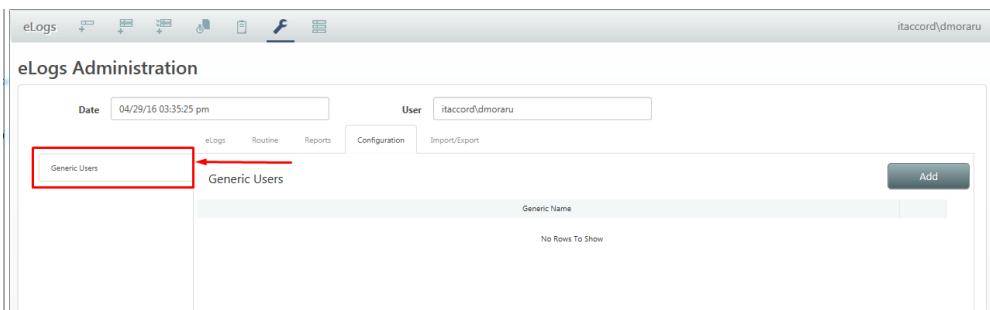 eLogs itaccord\dmoraru
eLogs Administration
Date 04/29/16 03:35:25 pm User itaccord\dmoraru
eLogs Routine Reports Configuration Import/Export
Generic Users
Generic Users Add
Generic Name
No Rows To Show